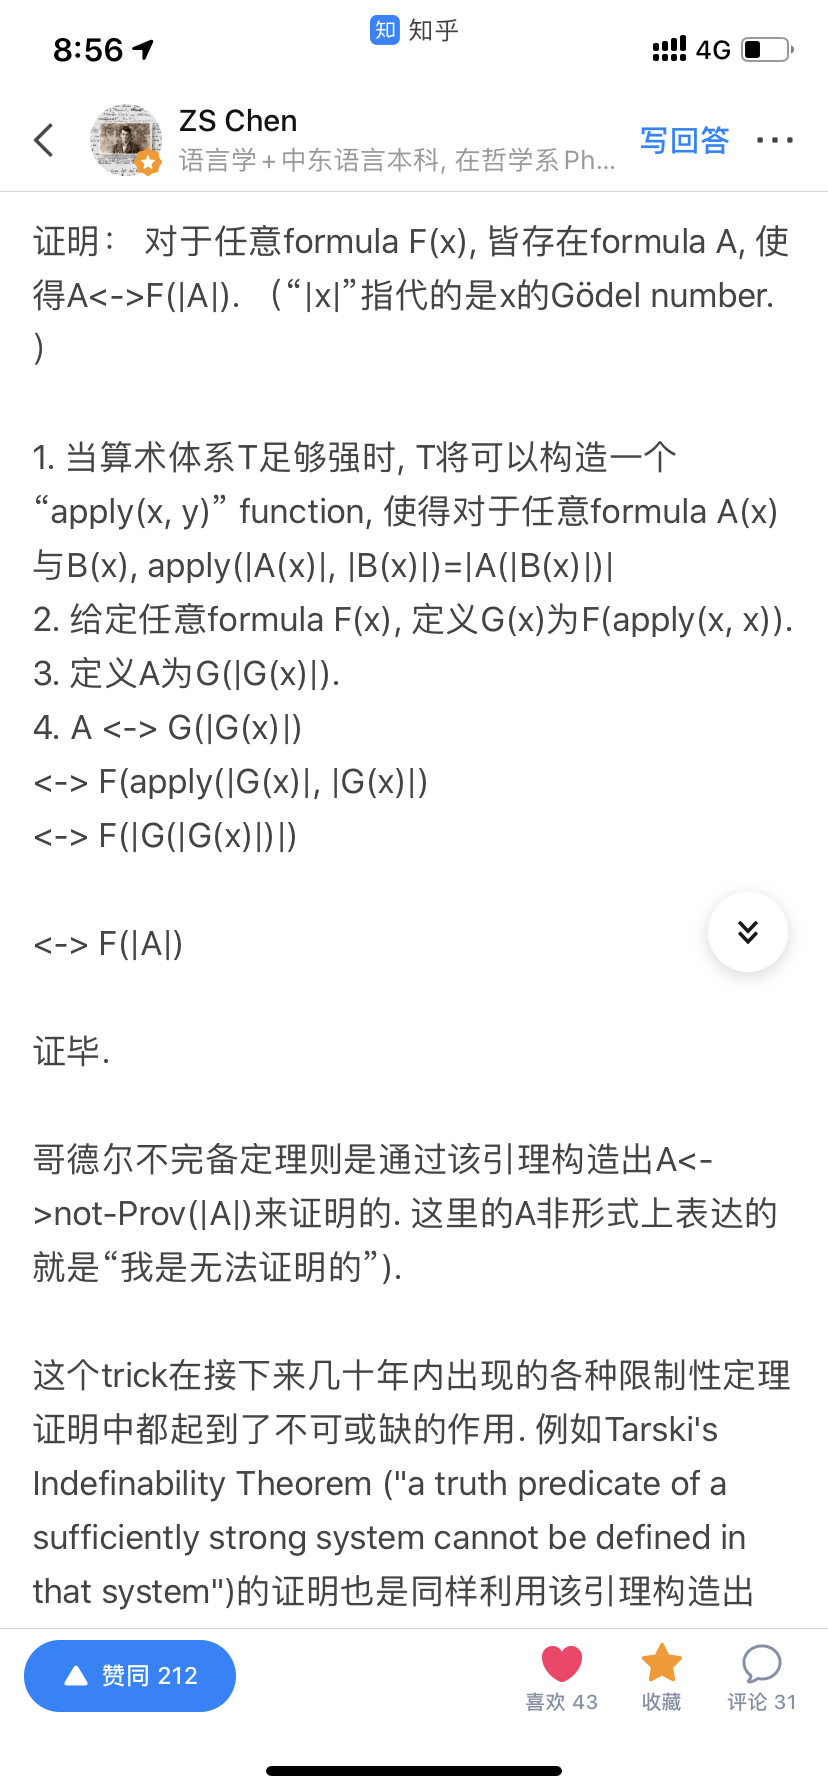 8:56
知 知乎
4G
ZS Chen
语言学+中东语言本科, 在哲学系Ph...
写回答
证明： 对于任意formula F(x), 皆存在formula A, 使
得A<->F(|A|). （“|x|”指代的是x的Gödel number.
)
1. 当算术体系T足够强时, T将可以构造一个
“apply(x, y)” function, 使得对于任意formula A(x)
与B(x), apply(|A(x)|, |B(x)|)=|A(|B(x)|)|
2. 给定任意formula F(x), 定义G(x)为F(apply(x, x)).
3. 定义A为G(|G(x)|).
4. A <-> G(|G(x)|)
<-> F(apply(|G(x)|, |G(x)|)
<-> F(|G(|G(x)|)|)
<-> F(|A|)
证毕.
哥德尔不完备定理则是通过该引理构造出A<-
>not-Prov(|A|)来证明的. 这里的A非形式上表达的
就是“我是无法证明的”).
这个trick在接下来几十年内出现的各种限制性定理
证明中都起到了不可或缺的作用. 例如Tarski's
Indefinability Theorem ("a truth predicate of a
sufficiently strong system cannot be defined in
that system")的证明也是同样利用该引理构造出
赞同 212
喜欢 43
收藏
评论 31